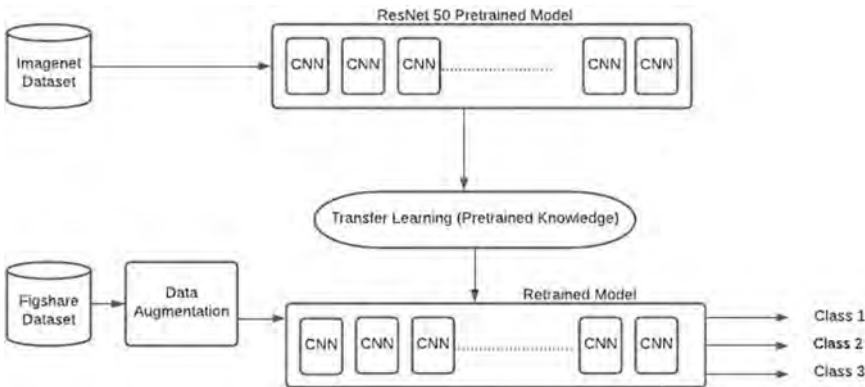 ResNet 50 Pretrained Model
Imagenet
Dataset
CNN CNN CNN CNN CNN
Transfer Learning (Pretrained Knowledge)
Figshare
Dataset
Data
Augmentation
Retrained Model
CNN CNN CNN CNN CNN
Class 1
Class 2
Class 3